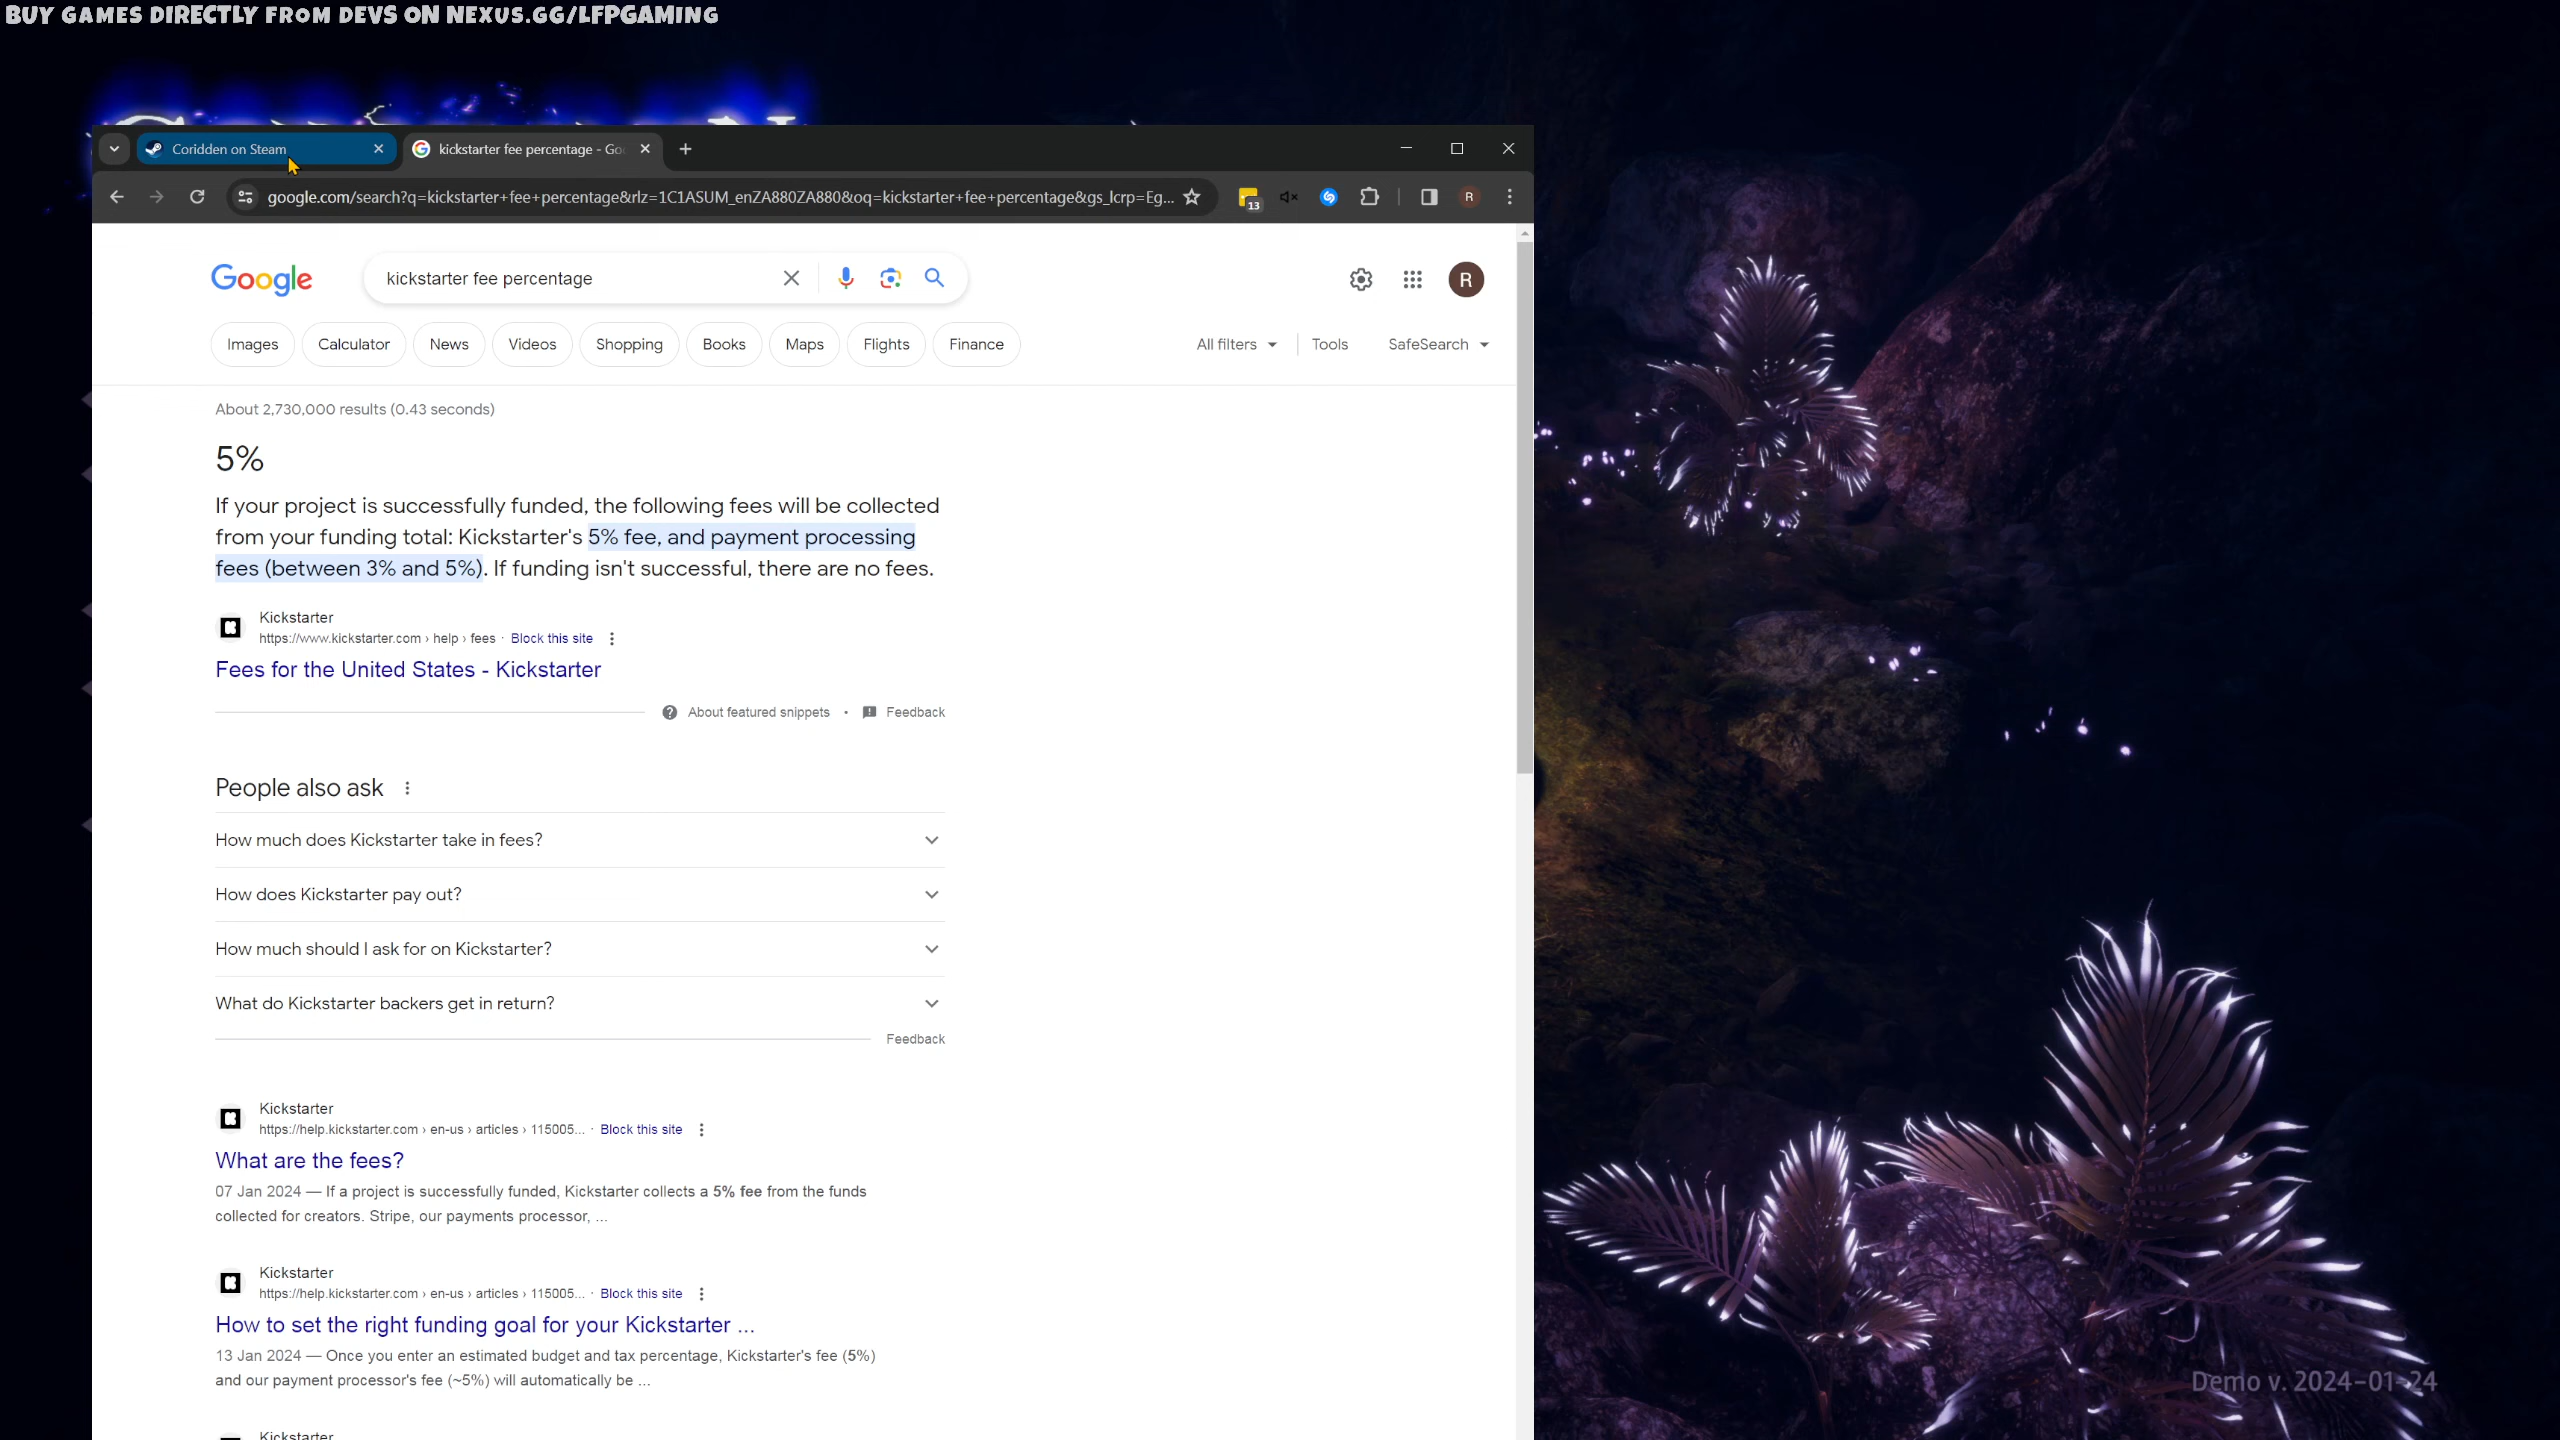 BUY GAMES DIRECTLY FROM DEVS ON NEXUS.GG/LFPGAMING
Coridden on Steam
kickstarter fee percentage - Go
google.com/search?q=kickstarter+fee+percentage&rlz=1C1ASUM_enZA880ZA880&oq=kickstarter+fee+percentage&gs_lcrp=Eg...
13
R
Google
kickstarter fee percentage
R
Images
Calculator
News
Videos
Shopping
Books
Maps
Flights
Finance
All filters
Tools
SafeSearch
About 2,730,000 results (0.43 seconds)
5%
If your project is successfully funded, the following fees will be collected
from your funding total: Kickstarter's 5% fee, and payment processing
fees (between 3% and 5%). If funding isn't successful, there are no fees.
Kickstarter
https://www.kickstarter.com › help › fees · Block this site
Fees for the United States - Kickstarter
About featured snippets • Feedback
People also ask
How much does Kickstarter take in fees?
How does Kickstarter pay out?
How much should I ask for on Kickstarter?
What do Kickstarter backers get in return?
Feedback
Kickstarter
https://help.kickstarter.com › en-us › articles › 115005... · Block this site
What are the fees?
07 Jan 2024 — If a project is successfully funded, Kickstarter collects a 5% fee from the funds
collected for creators. Stripe, our payments processor, ...
Kickstarter
https://help.kickstarter.com › en-us › articles › 115005... · Block this site
How to set the right funding goal for your Kickstarter ...
13 Jan 2024 — Once you enter an estimated budget and tax percentage, Kickstarter's fee (5%)
and our payment processor's fee (~5%) will automatically be ...
Kickstarter
Demo v. 2024-01-24